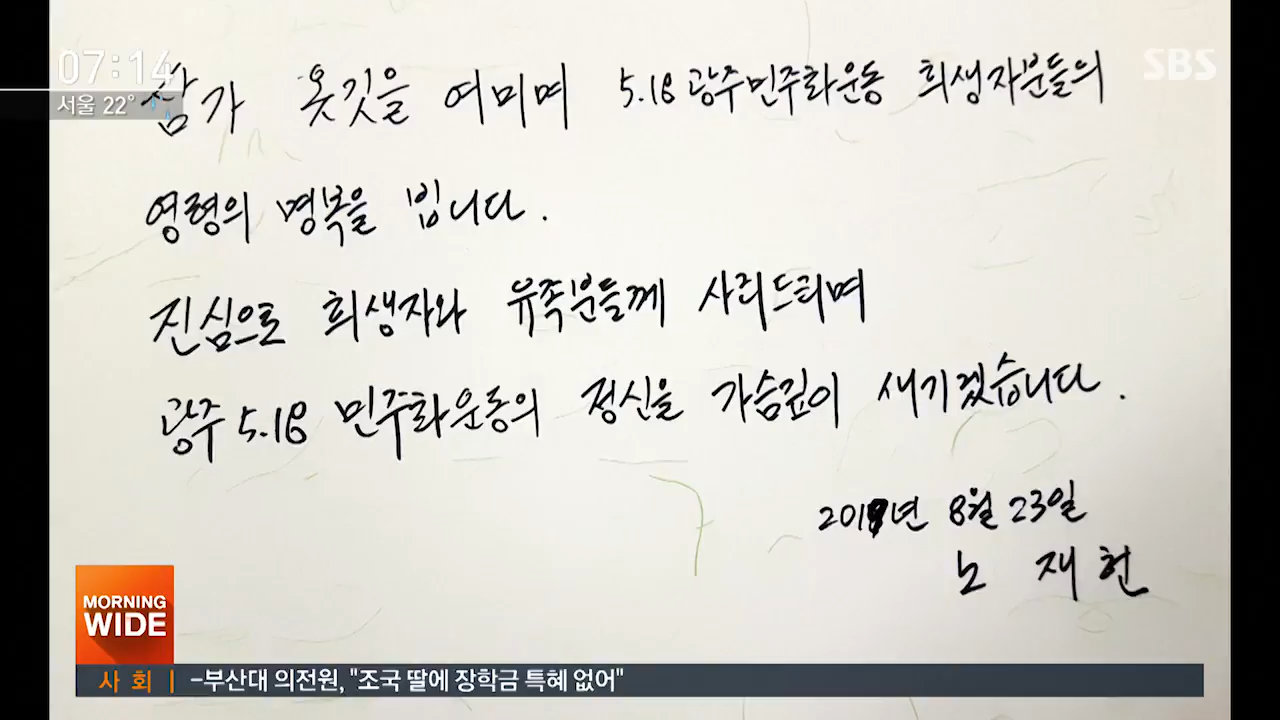 07:14
서울 22°
SBS
삼가 옷깃을 여미며 5.18 광주민주화운동 희생자분들의
영령의 명복을 빕니다.
진심으로 희생자와 유족분들께 사죄드리며
광주 5.18 민주화운동의 정신을 가슴깊이 새기겠습니다.
2019년 8월 23일
노 재 헌
MORNING
WIDE
사 회 | -부산대 의전원, "조국 딸에 장학금 특혜 없어"